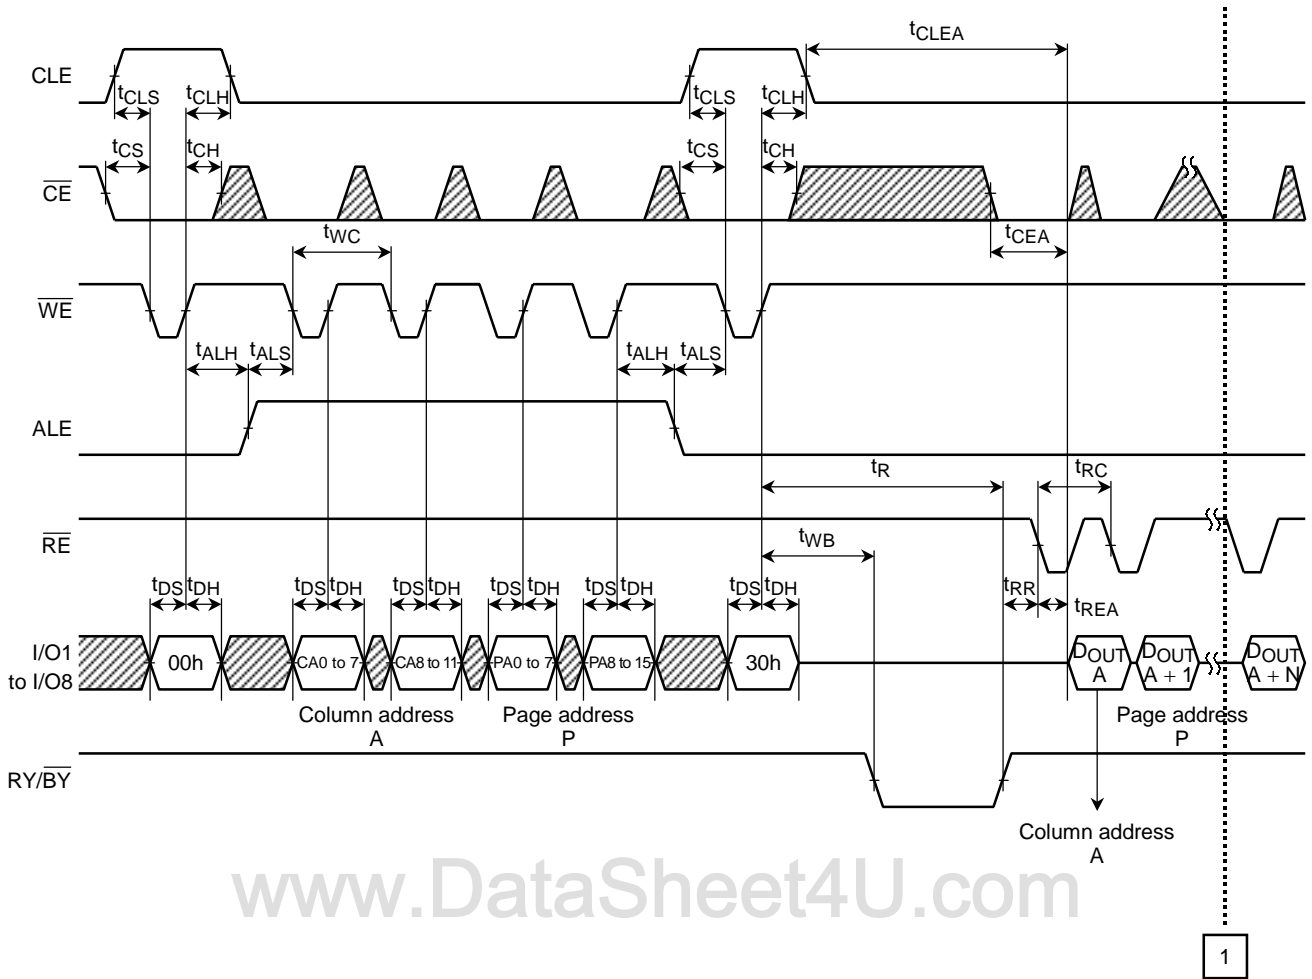 tCLEA
CLE
tCLS tCLH tCLS tCLH
tCS tCH tCS tCH
CE
tWC tCEA
WE
tALH tALS tALH tALS
ALE
tR tRC
RE
tWB
tDS tDH tDS tDH tDS tDH tDS tDH tDS tDH tDS tDH tRR tREA
I/O1
to I/O8
00h CA0 to 7 CA8 to 11 PA0 to 7 PA8 to 15 30h
DOUT DOUT DOUT
A A + 1 A + N
Column address Page address Page address
A P P
RY/BY
Column address
A
www.DataSheet4U.com
1